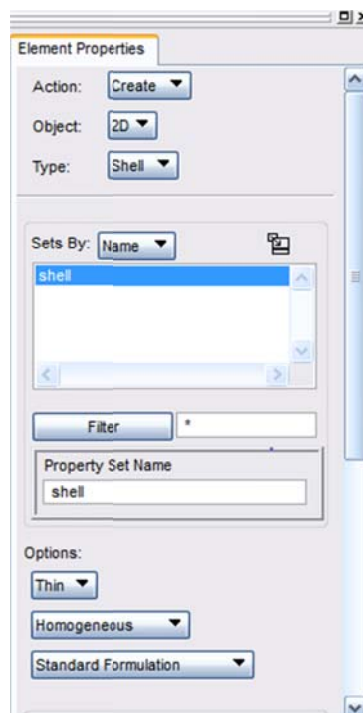 Element Properties
Action: Create
Object: 2D
Type: Shell
Sets By: Name
shell
Filter *
Property Set Name
shell
Options:
Thin
Homogeneous
Standard Formulation